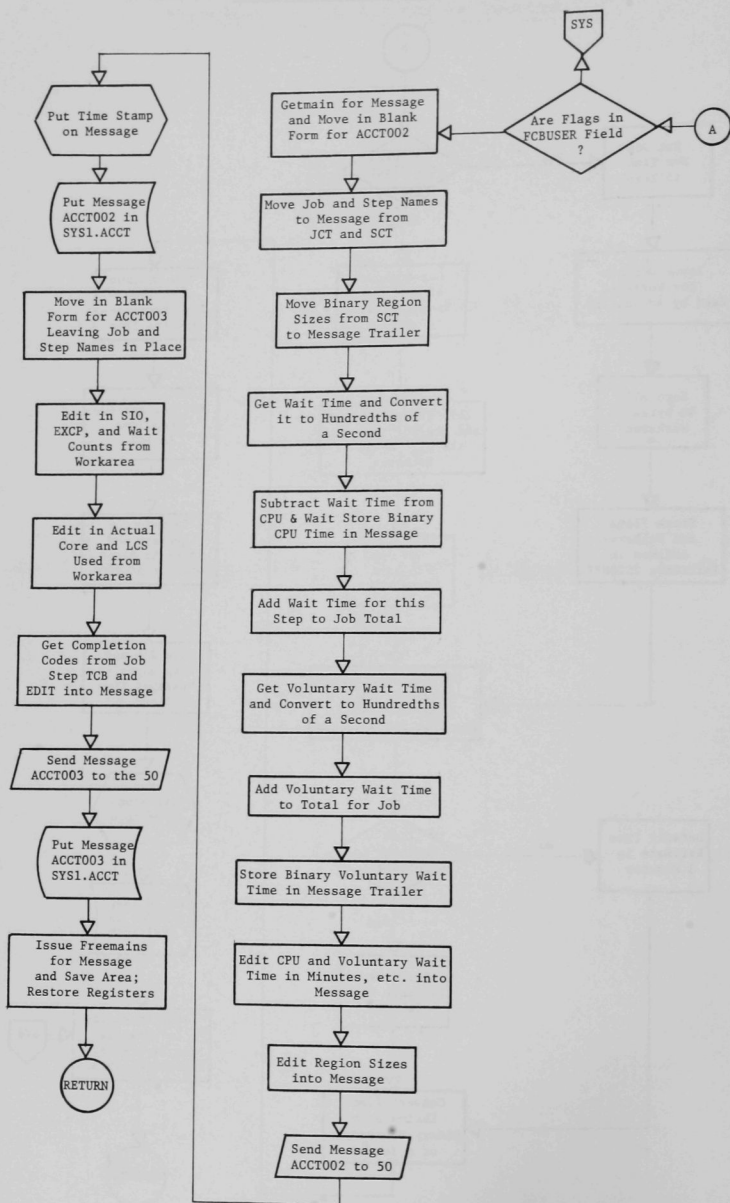 SYS
A
Are Flags in
FCBUSER Field
?
Getmain for Message
and Move in Blank
Form for ACCT002
Move Job and Step Names
to Message from
JCT and SCT
Move Binary Region
Sizes from SCT
to Message Trailer
Get Wait Time and Convert
it to Hundredths of
a Second
Subtract Wait Time from
CPU & Wait Store Binary
CPU Time in Message
Add Wait Time for this
Step to Job Total
Get Voluntary Wait Time
and Convert to Hundredths
of a Second
Add Voluntary Wait Time
to Total for Job
Store Binary Voluntary Wait
Time in Message Trailer
Edit CPU and Voluntary Wait
Time in Minutes, etc. into
Message
Edit Region Sizes
into Message
Send Message
ACCT002 to 50
Put Time Stamp
on Message
Put Message
ACCT002 in
SYS1.ACCT
Move in Blank
Form for ACCT003
Leaving Job and
Step Names in Place
Edit in SIO,
EXCP, and Wait
Counts from
Workarea
Edit in Actual
Core and LCS
Used from
Workarea
Get Completion
Codes from Job
Step TCB and
EDIT into Message
Send Message
ACCT003 to the 50
Put Message
ACCT003 in
SYS1.ACCT
Issue Freemains
for Message
and Save Area;
Restore Registers
RETURN